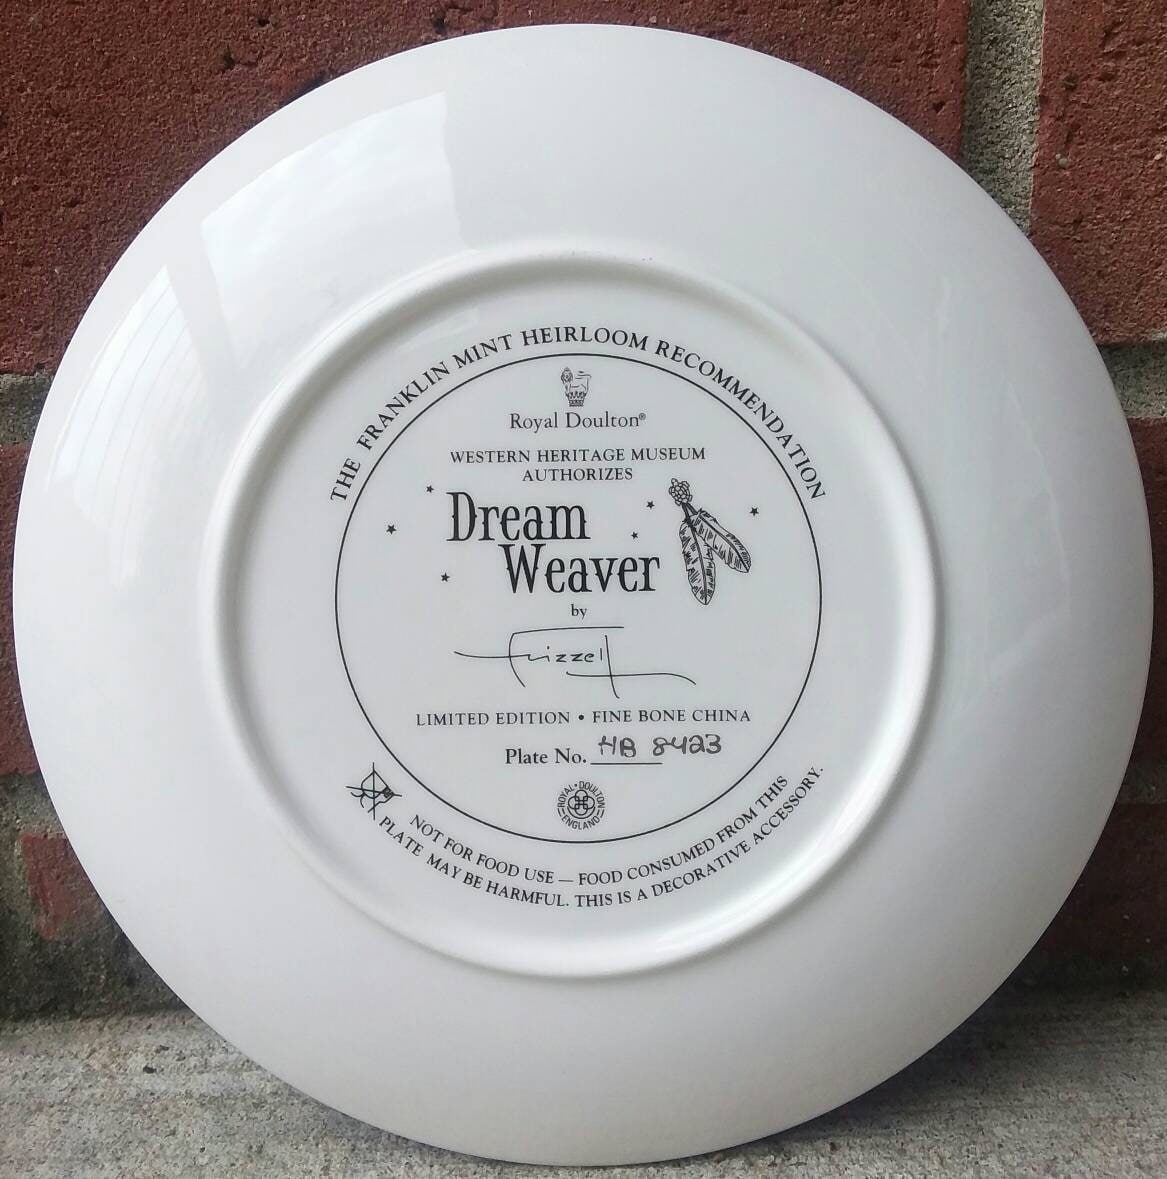 THE FRANKLIN MINT HEIRLOOM RECOMMENDATION
Royal Doulton®
WESTERN HERITAGE MUSEUM
AUTHORIZES
Dream
Weaver
by
Frizzell
LIMITED EDITION • FINE BONE CHINA
Plate No. HB 8423
ROYAL • DOULTON
ENGLAND
NOT FOR FOOD USE — FOOD CONSUMED FROM THIS
PLATE MAY BE HARMFUL. THIS IS A DECORATIVE ACCESSORY.